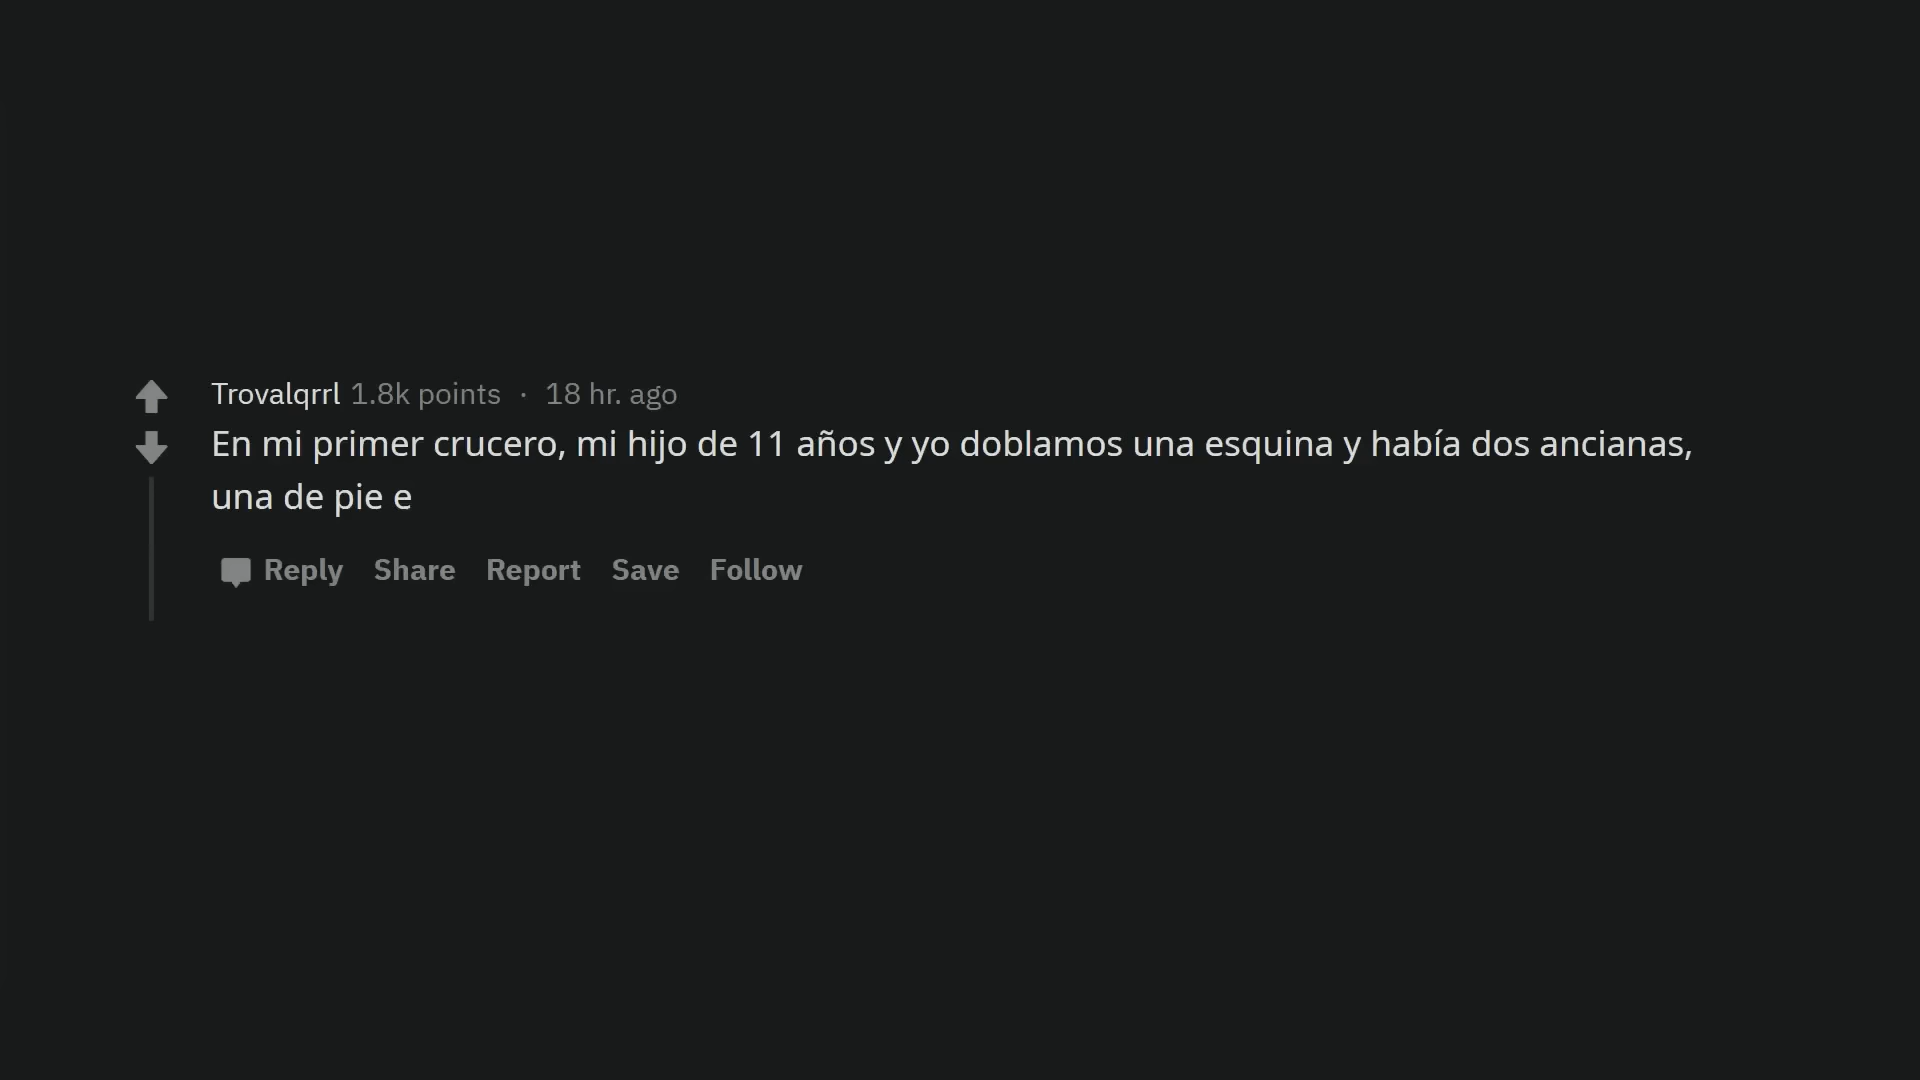 Trovalqrrl 1.8k points · 18 hr. ago
En mi primer crucero, mi hijo de 11 años y yo doblamos una esquina y había dos ancianas,
una de pie e
Reply Share Report Save Follow